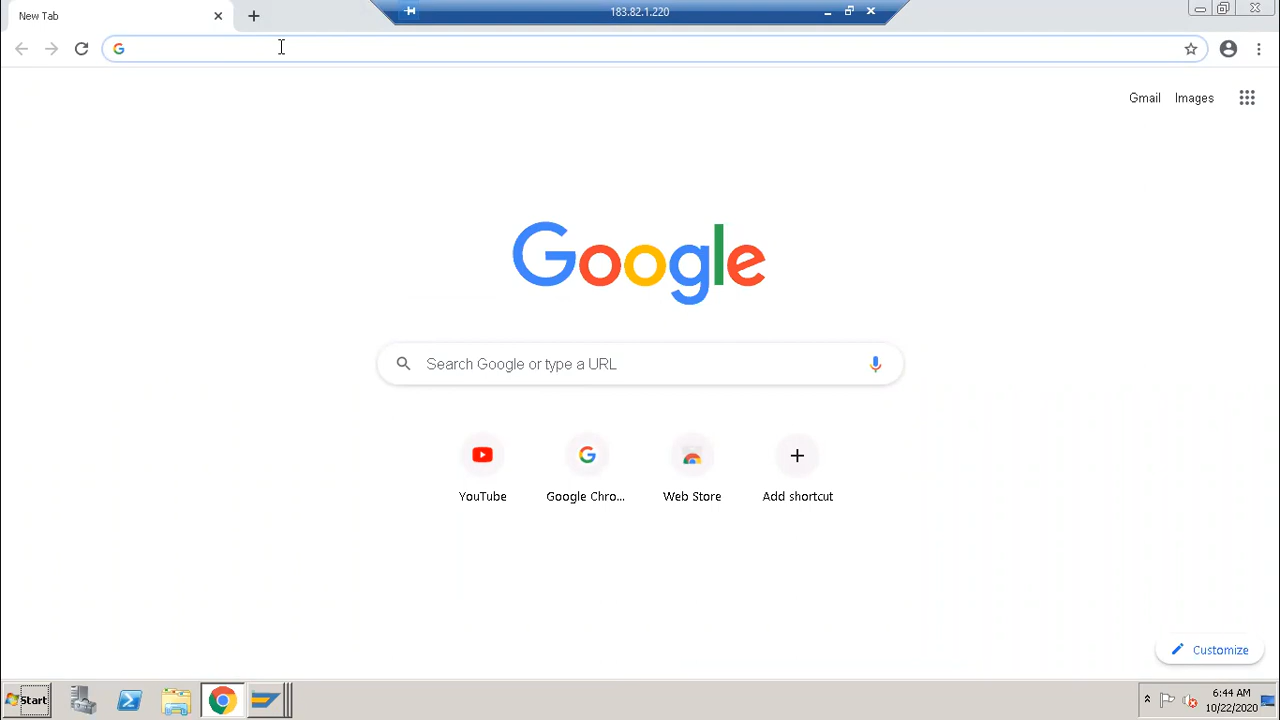 New Tab
183.82.1.220
Gmail Images
Google
Search Google or type a URL
YouTube Google Chro... Web Store Add shortcut
Customize
Start
6:44 AM
10/22/2020